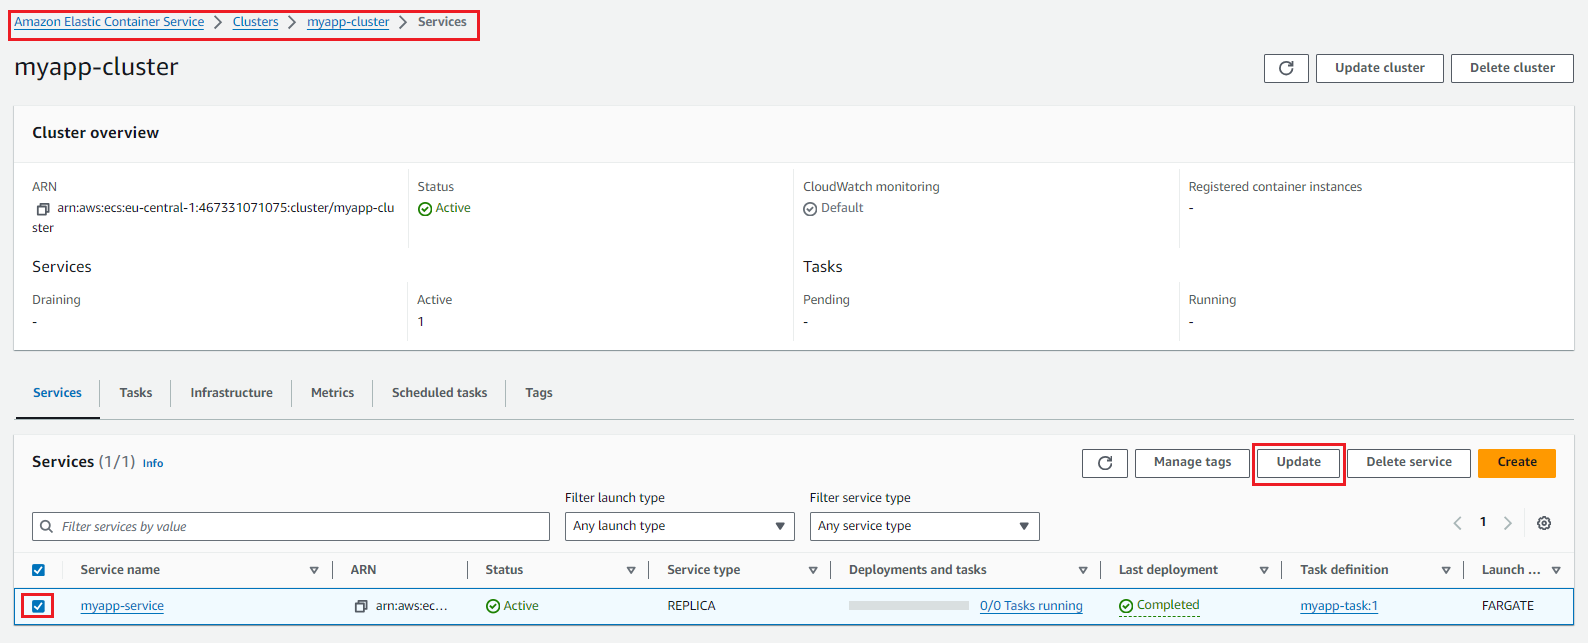 Amazon Elastic Container Service > Clusters > myapp-cluster > Services
myapp-cluster
Update cluster Delete cluster
Cluster overview
ARN
arn:aws:ecs:eu-central-1:467331071075:cluster/myapp-clu
ster
Status
Active
CloudWatch monitoring
Default
Registered container instances
-
Services
Tasks
Draining
-
Active
1
Pending
-
Running
-
Services Tasks Infrastructure Metrics Scheduled tasks Tags
Services (1/1) Info
Manage tags Update Delete service Create
Filter launch type Filter service type
Filter services by value Any launch type Any service type < 1 >
Service name ARN Status Service type Deployments and tasks Last deployment Task definition Launch ...
myapp-service arn:aws:ec... Active REPLICA 0/0 Tasks running Completed myapp-task:1 FARGATE